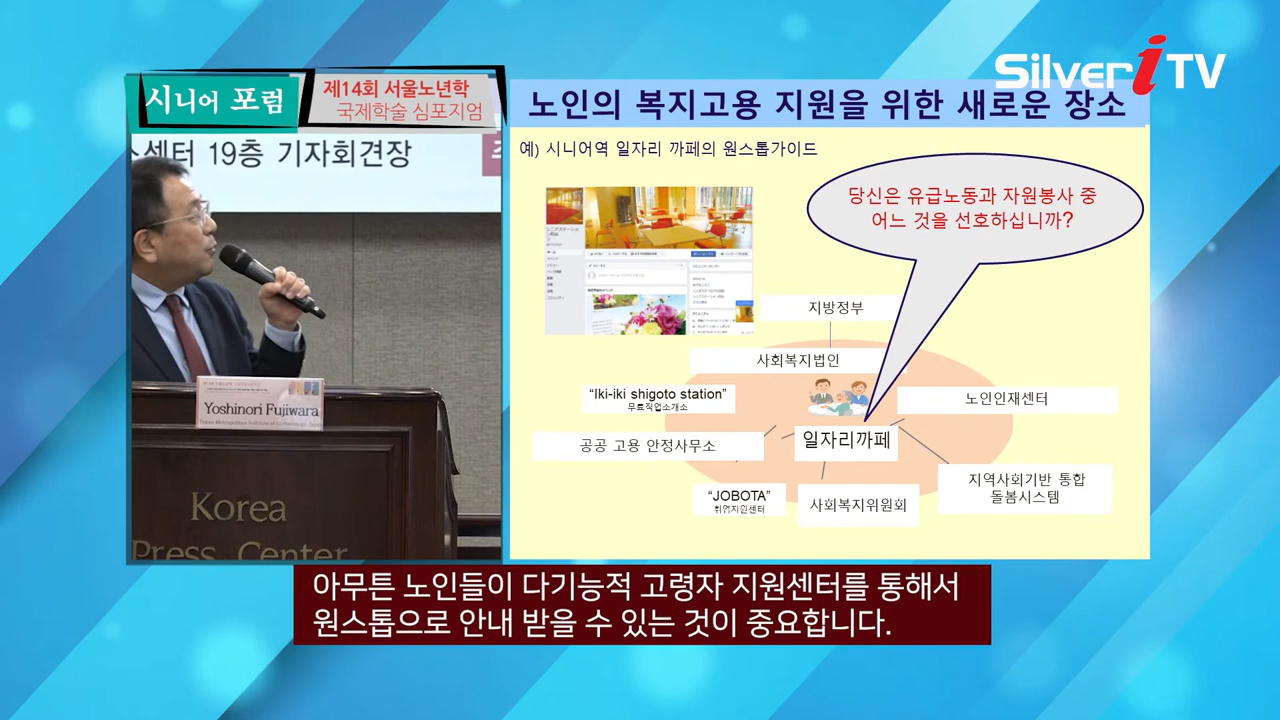 Silver i TV
시니어 포럼
제14회 서울노년학
국제학술 심포지엄
센터 19층 기자회견장
Yoshinori Fujiwara
Korea
Press Center
노인의 복지고용 지원을 위한 새로운 장소
예) 시니어역 일자리 까페의 원스톱가이드
당신은 유급노동과 자원봉사 중
어느 것을 선호하십니까?
지방정부
사회복지법인
“Iki-iki shigoto station”
무료직업소개소
노인인재센터
공공 고용 안정사무소
일자리까페
“JOBOTA”
취업지원센터
사회복지위원회
지역사회기반 통합
돌봄시스템
아무튼 노인들이 다기능적 고령자 지원센터를 통해서
원스톱으로 안내 받을 수 있는 것이 중요합니다.